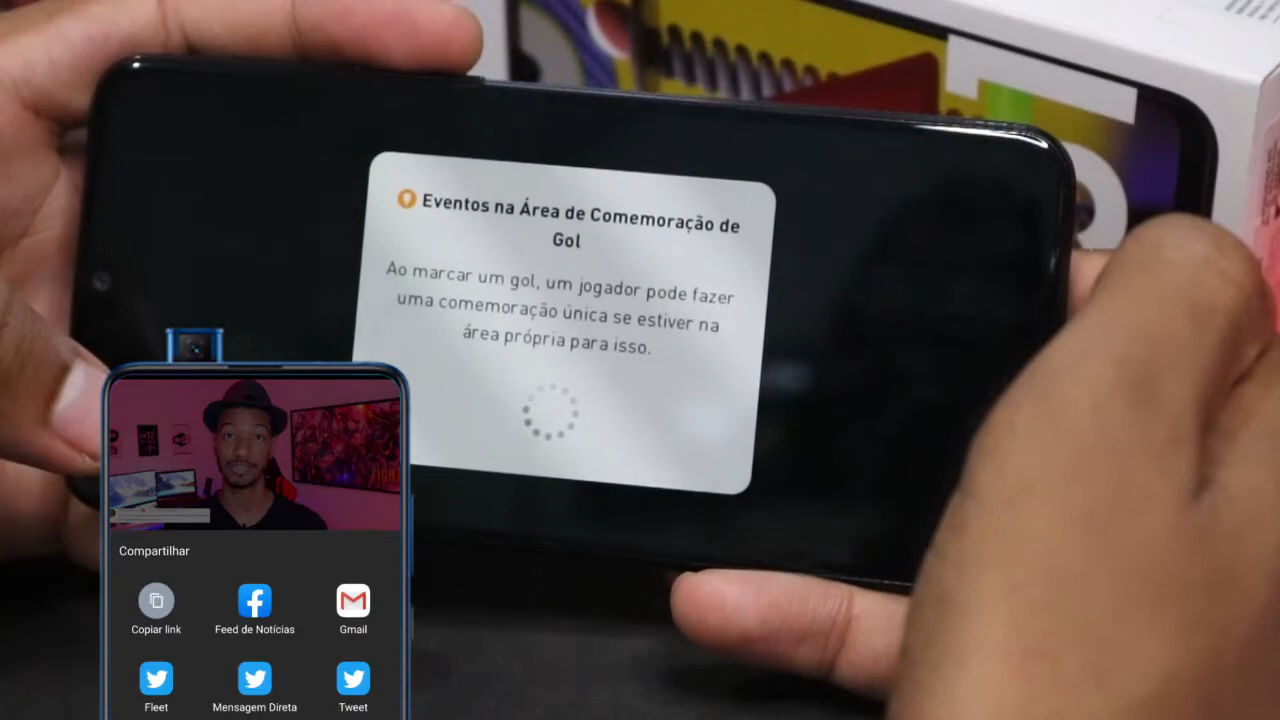 Eventos na Área de Comemoração de
Gol
Ao marcar um gol, um jogador pode fazer
uma comemoração única se estiver na
área própria para isso.
Compartilhar
Copiar link
Feed de Notícias
Gmail
Fleet
Mensagem Direta
Tweet